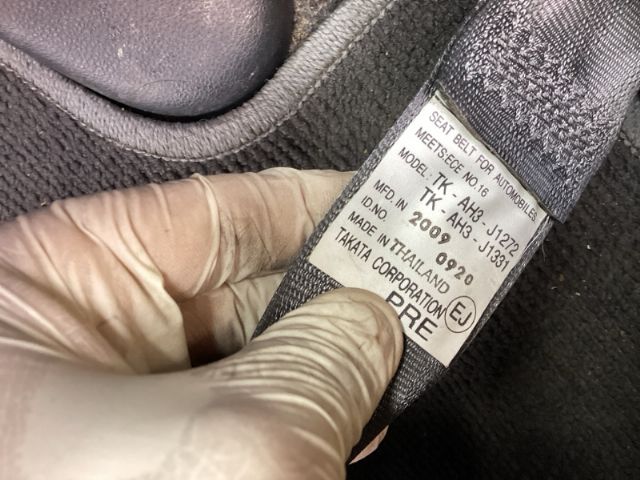 SEAT BELT FOR AUTOMOBILES
MEETS:ECE NO.16
MODEL: TK - AH3 - J1272
TK - AH3 - J1331
MFD. IN 2009
ID.NO. 0920
MADE IN THAILAND
TAKATA CORPORATION EJ
PRE